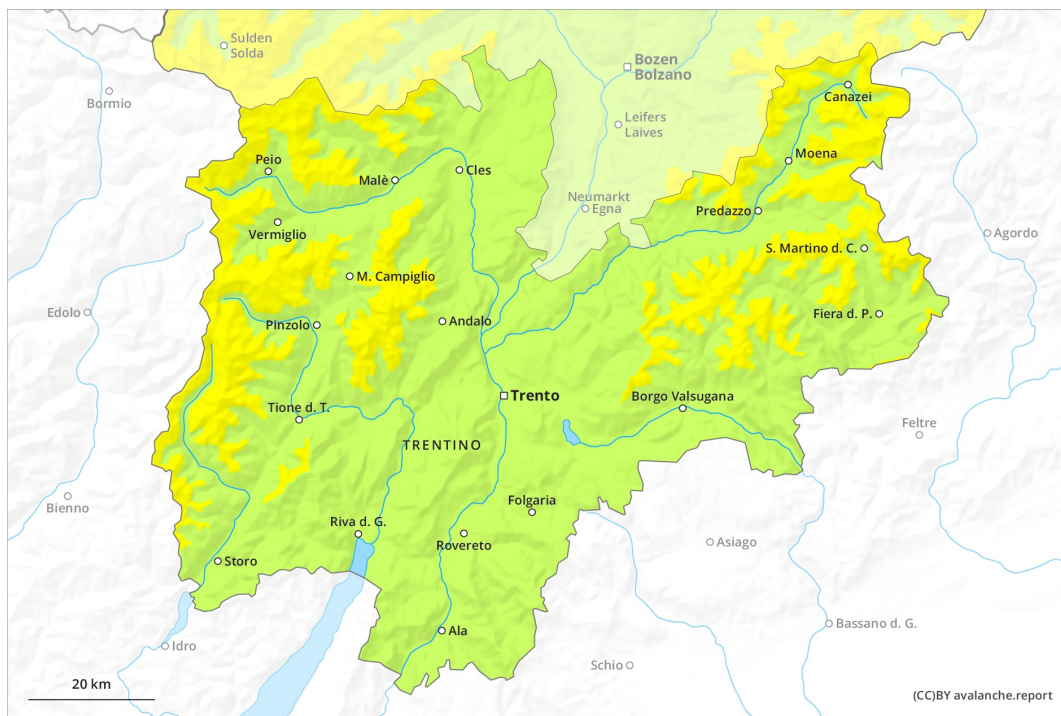 Sulden
Solda
Bozen
Bolzano
Bormio
Canazei
Leifers
Laives
Moena
Peio
Malè
Cles
Neumarkt
Egna
Predazzo
Vermiglio
Agordo
S. Martino d. C.
M. Campiglio
Edolo
Pinzolo
Andalo
Fiera d. P.
Trento
Borgo Valsugana
Tione d. T.
Feltre
TRENTINO
Bienno
Folgaria
Riva d. G.
Rovereto
Asiago
Storo
Bassano d. G.
Ala
Idro
Schio
20 km
(CC)BY avalanche.report